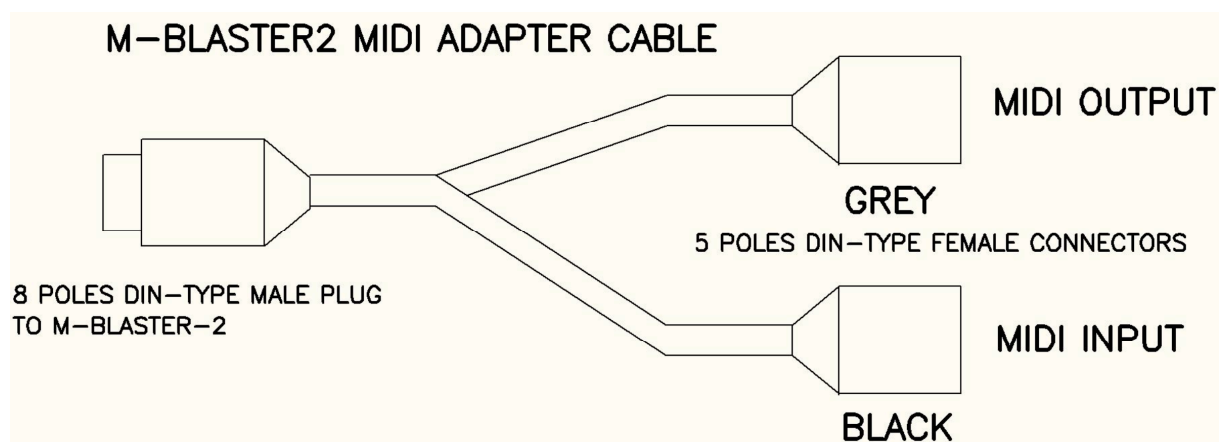 M-BLASTER2 MIDI ADAPTER CABLE
MIDI OUTPUT
GREY
5 POLES DIN-TYPE FEMALE CONNECTORS
8 POLES DIN-TYPE MALE PLUG
TO M-BLASTER-2
MIDI INPUT
BLACK